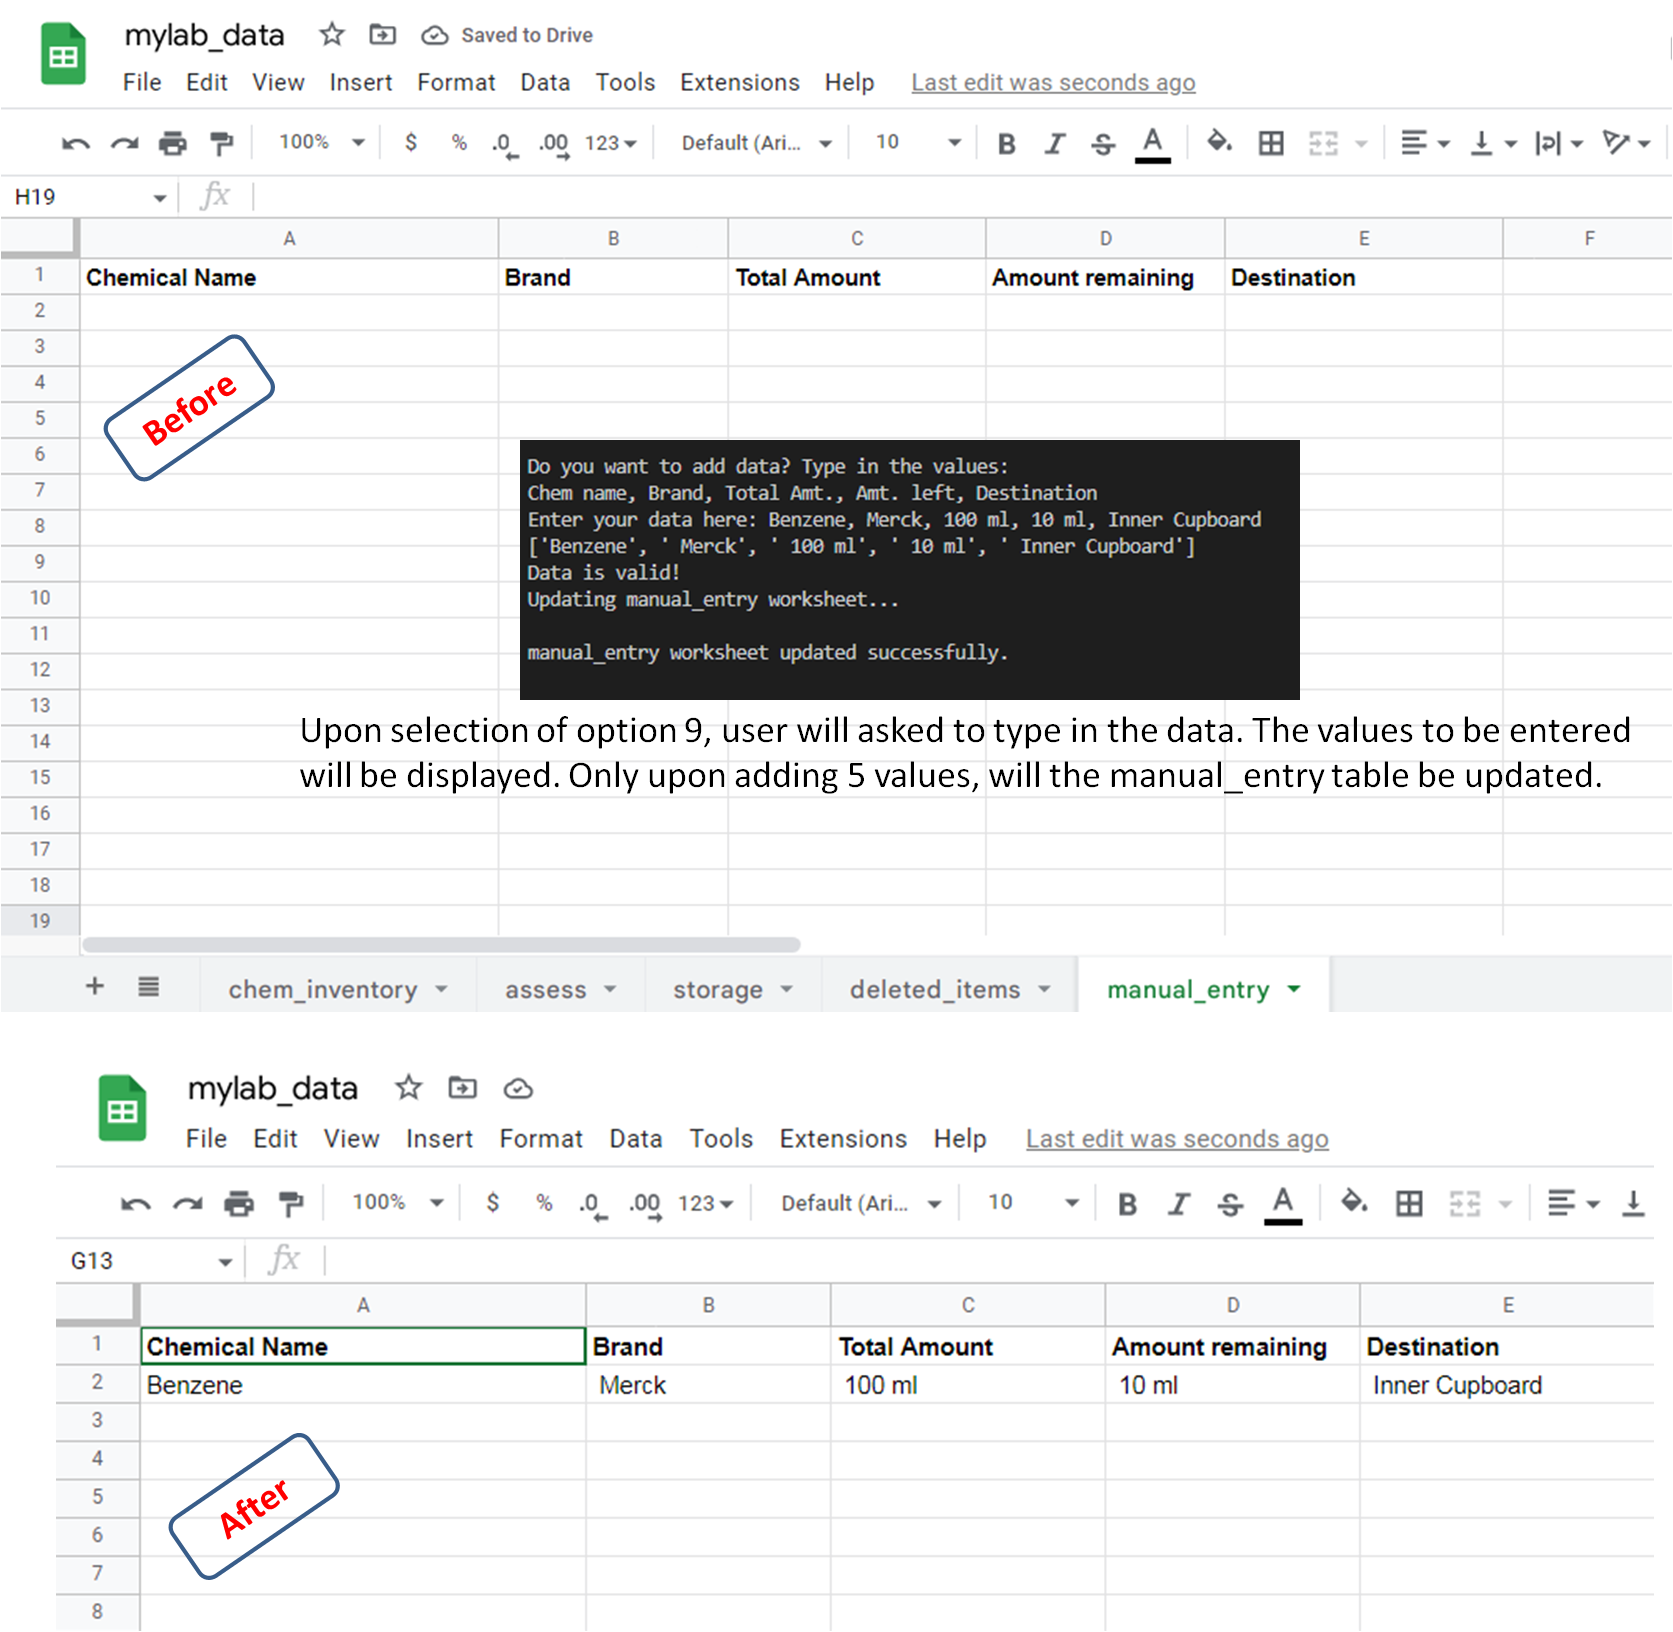 mylab_data Saved to Drive
File Edit View Insert Format Data Tools Extensions Help Last edit was seconds ago
100% $ % .0 .00 123 Default (Ari... 10 B I S A
H19 fx
A B C D E F
1 Chemical Name Brand Total Amount Amount remaining Destination
2
3
4
5
Before
6
7
8
9
10
11
12
13
14
15
16
17
18
19
Do you want to add data? Type in the values:
Chem name, Brand, Total Amt., Amt. left, Destination
Enter your data here: Benzene, Merck, 100 ml, 10 ml, Inner Cupboard
['Benzene', ' Merck', ' 100 ml', ' 10 ml', ' Inner Cupboard']
Data is valid!
Updating manual_entry worksheet...
manual_entry worksheet updated successfully.
Upon selection of option 9, user will asked to type in the data. The values to be entered
will be displayed. Only upon adding 5 values, will the manual_entry table be updated.
+ chem_inventory assess storage deleted_items manual_entry
mylab_data
File Edit View Insert Format Data Tools Extensions Help Last edit was seconds ago
100% $ % .0 .00 123 Default (Ari... 10 B I S A
G13 fx
A B C D E
1 Chemical Name Brand Total Amount Amount remaining Destination
2 Benzene Merck 100 ml 10 ml Inner Cupboard
3
4
5
After
6
7
8